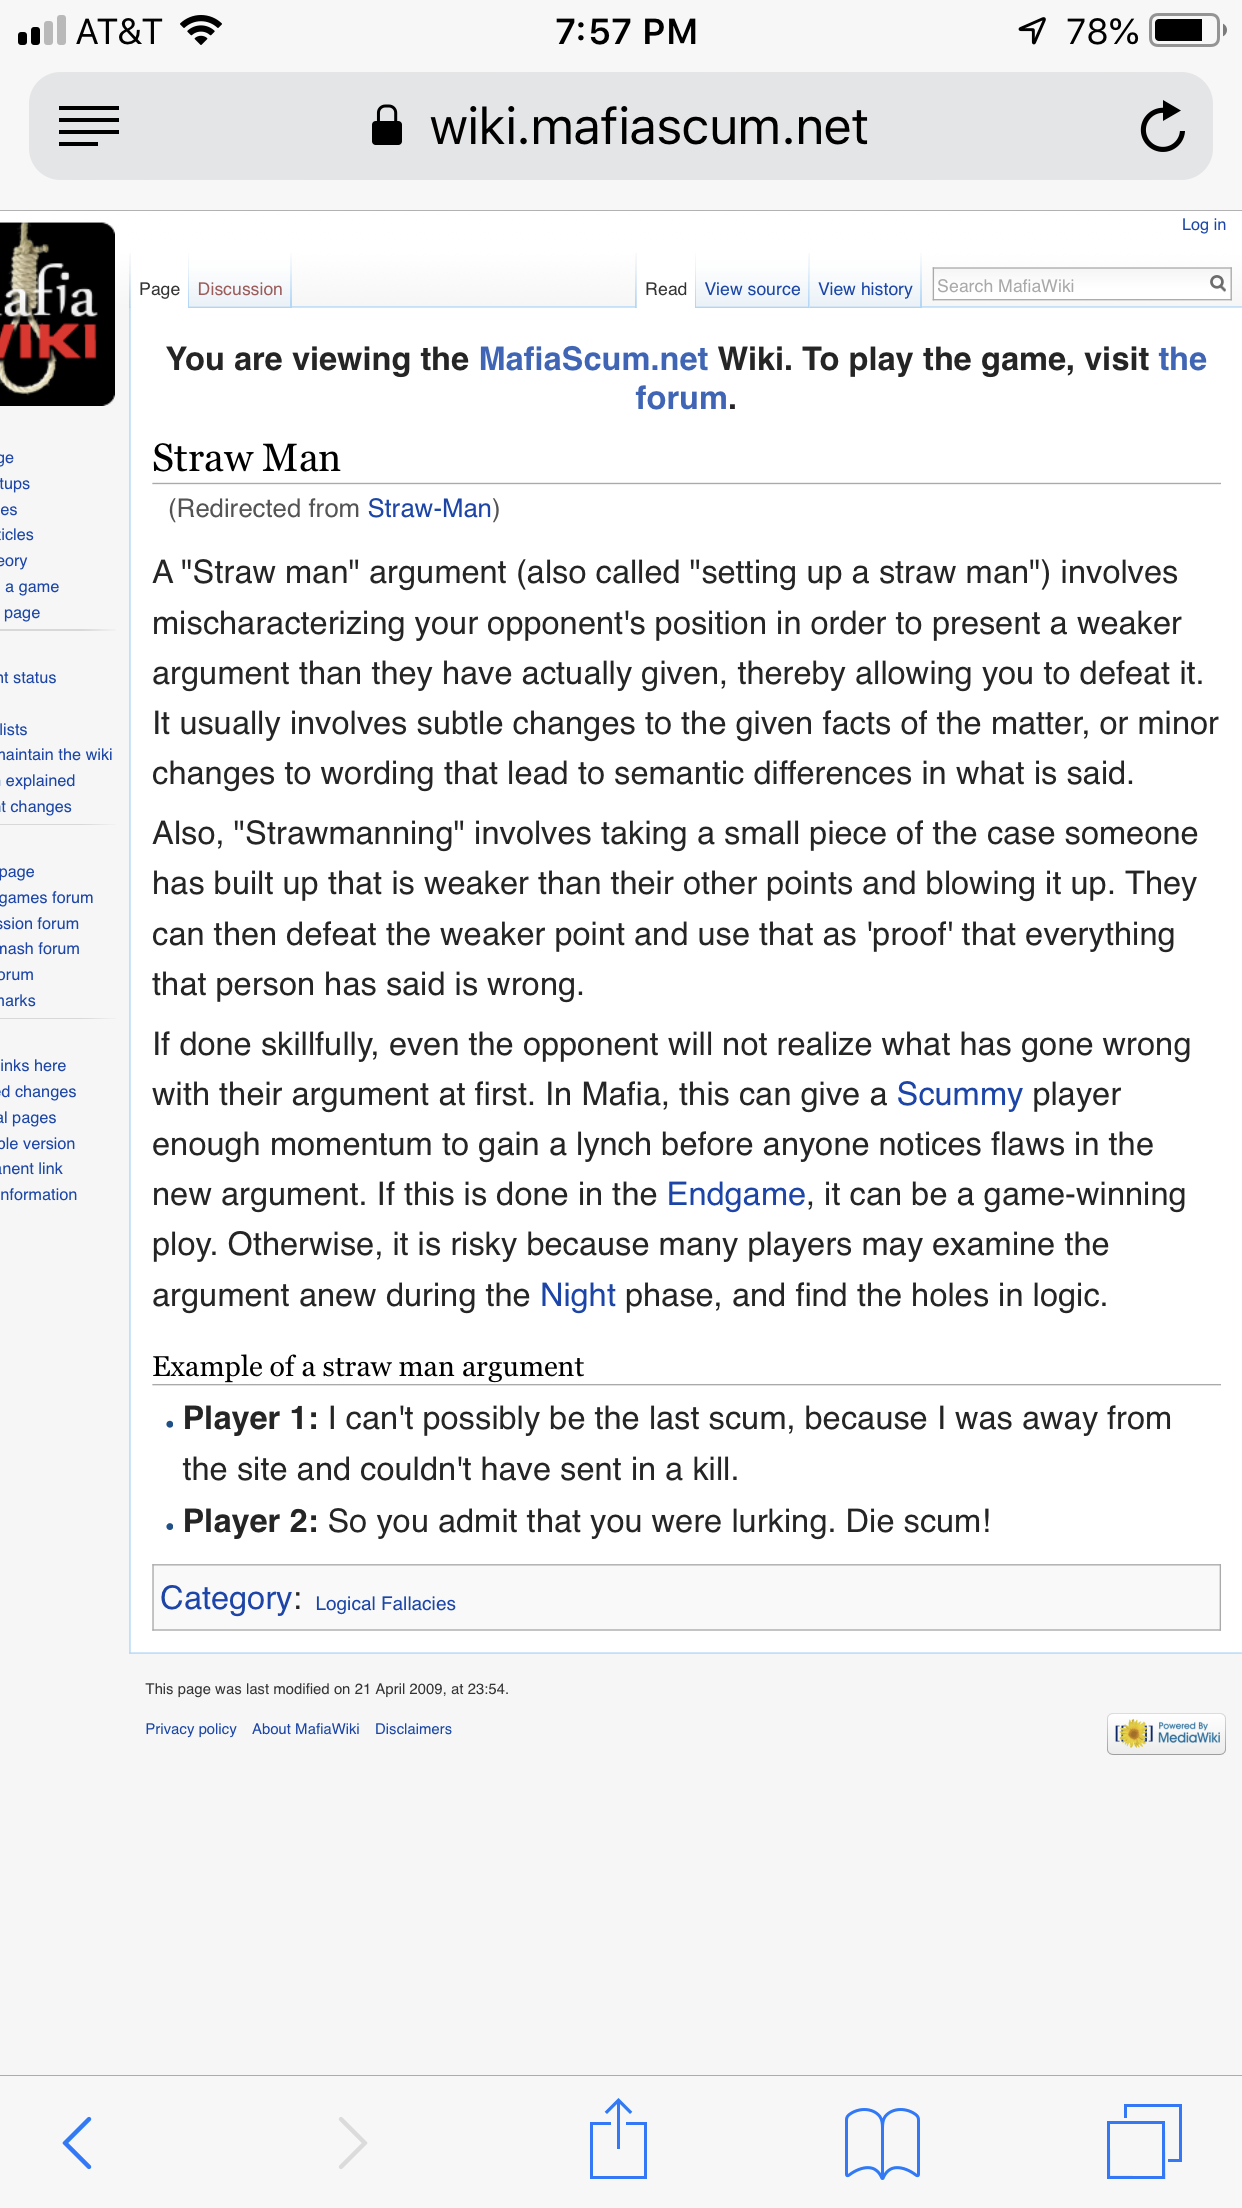 AT&T 7:57 PM 78%
wiki.mafiascum.net
Log in
afia
WIKI
Page Discussion Read View source View history Search MafiaWiki
You are viewing the MafiaScum.net Wiki. To play the game, visit the
forum.
Straw Man
(Redirected from Straw-Man)
A "Straw man" argument (also called "setting up a straw man") involves
mischaracterizing your opponent's position in order to present a weaker
argument than they have actually given, thereby allowing you to defeat it.
It usually involves subtle changes to the given facts of the matter, or minor
changes to wording that lead to semantic differences in what is said.
Also, "Strawmanning" involves taking a small piece of the case someone
has built up that is weaker than their other points and blowing it up. They
can then defeat the weaker point and use that as 'proof' that everything
that person has said is wrong.
If done skillfully, even the opponent will not realize what has gone wrong
with their argument at first. In Mafia, this can give a Scummy player
enough momentum to gain a lynch before anyone notices flaws in the
new argument. If this is done in the Endgame, it can be a game-winning
ploy. Otherwise, it is risky because many players may examine the
argument anew during the Night phase, and find the holes in logic.
Example of a straw man argument
• Player 1: I can't possibly be the last scum, because I was away from
the site and couldn't have sent in a kill.
• Player 2: So you admit that you were lurking. Die scum!
Category: Logical Fallacies
This page was last modified on 21 April 2009, at 23:54.
Privacy policy About MafiaWiki Disclaimers
Powered By
MediaWiki
ge
tups
es
icles
eory
a game
page
nt status
lists
naintain the wiki
explained
t changes
page
games forum
ssion forum
mash forum
orum
narks
inks here
ed changes
al pages
ble version
anent link
nformation